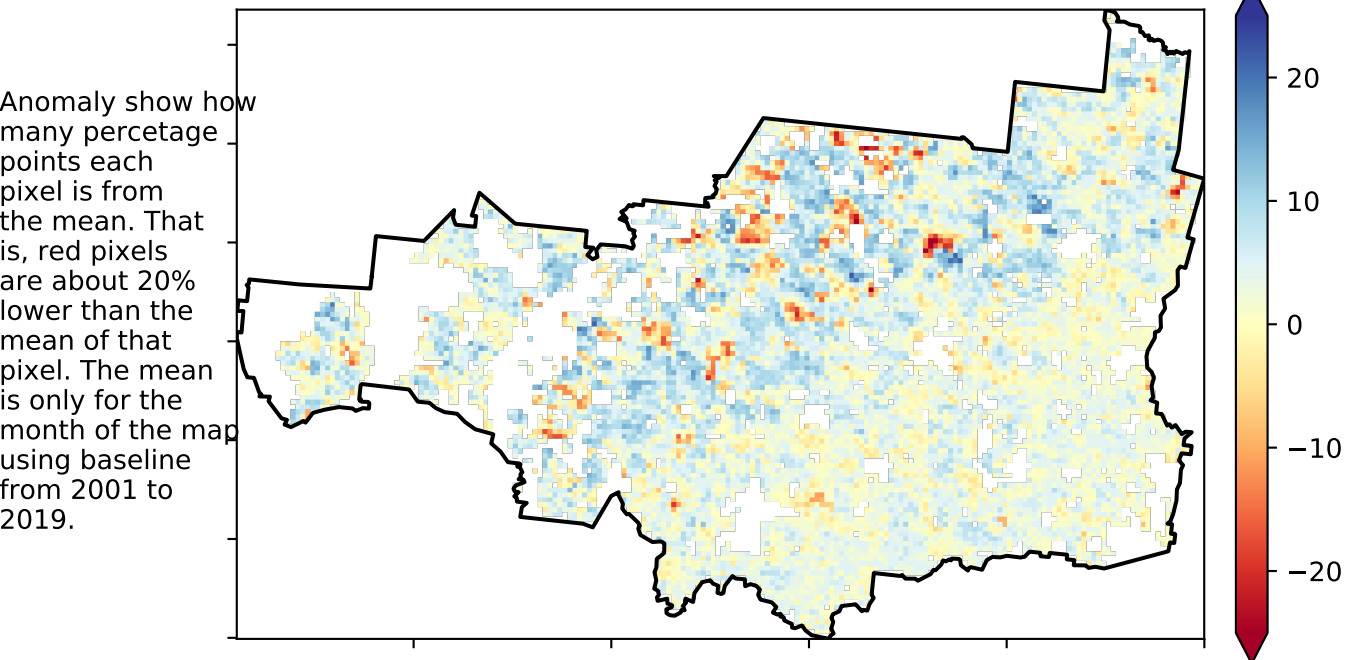 Anomaly show how
many percetage
points each
pixel is from
the mean. That
is, red pixels
are about 20%
lower than the
mean of that
pixel. The mean
is only for the
month of the map
using baseline
from 2001 to
2019.
20
10
0
−10
−20